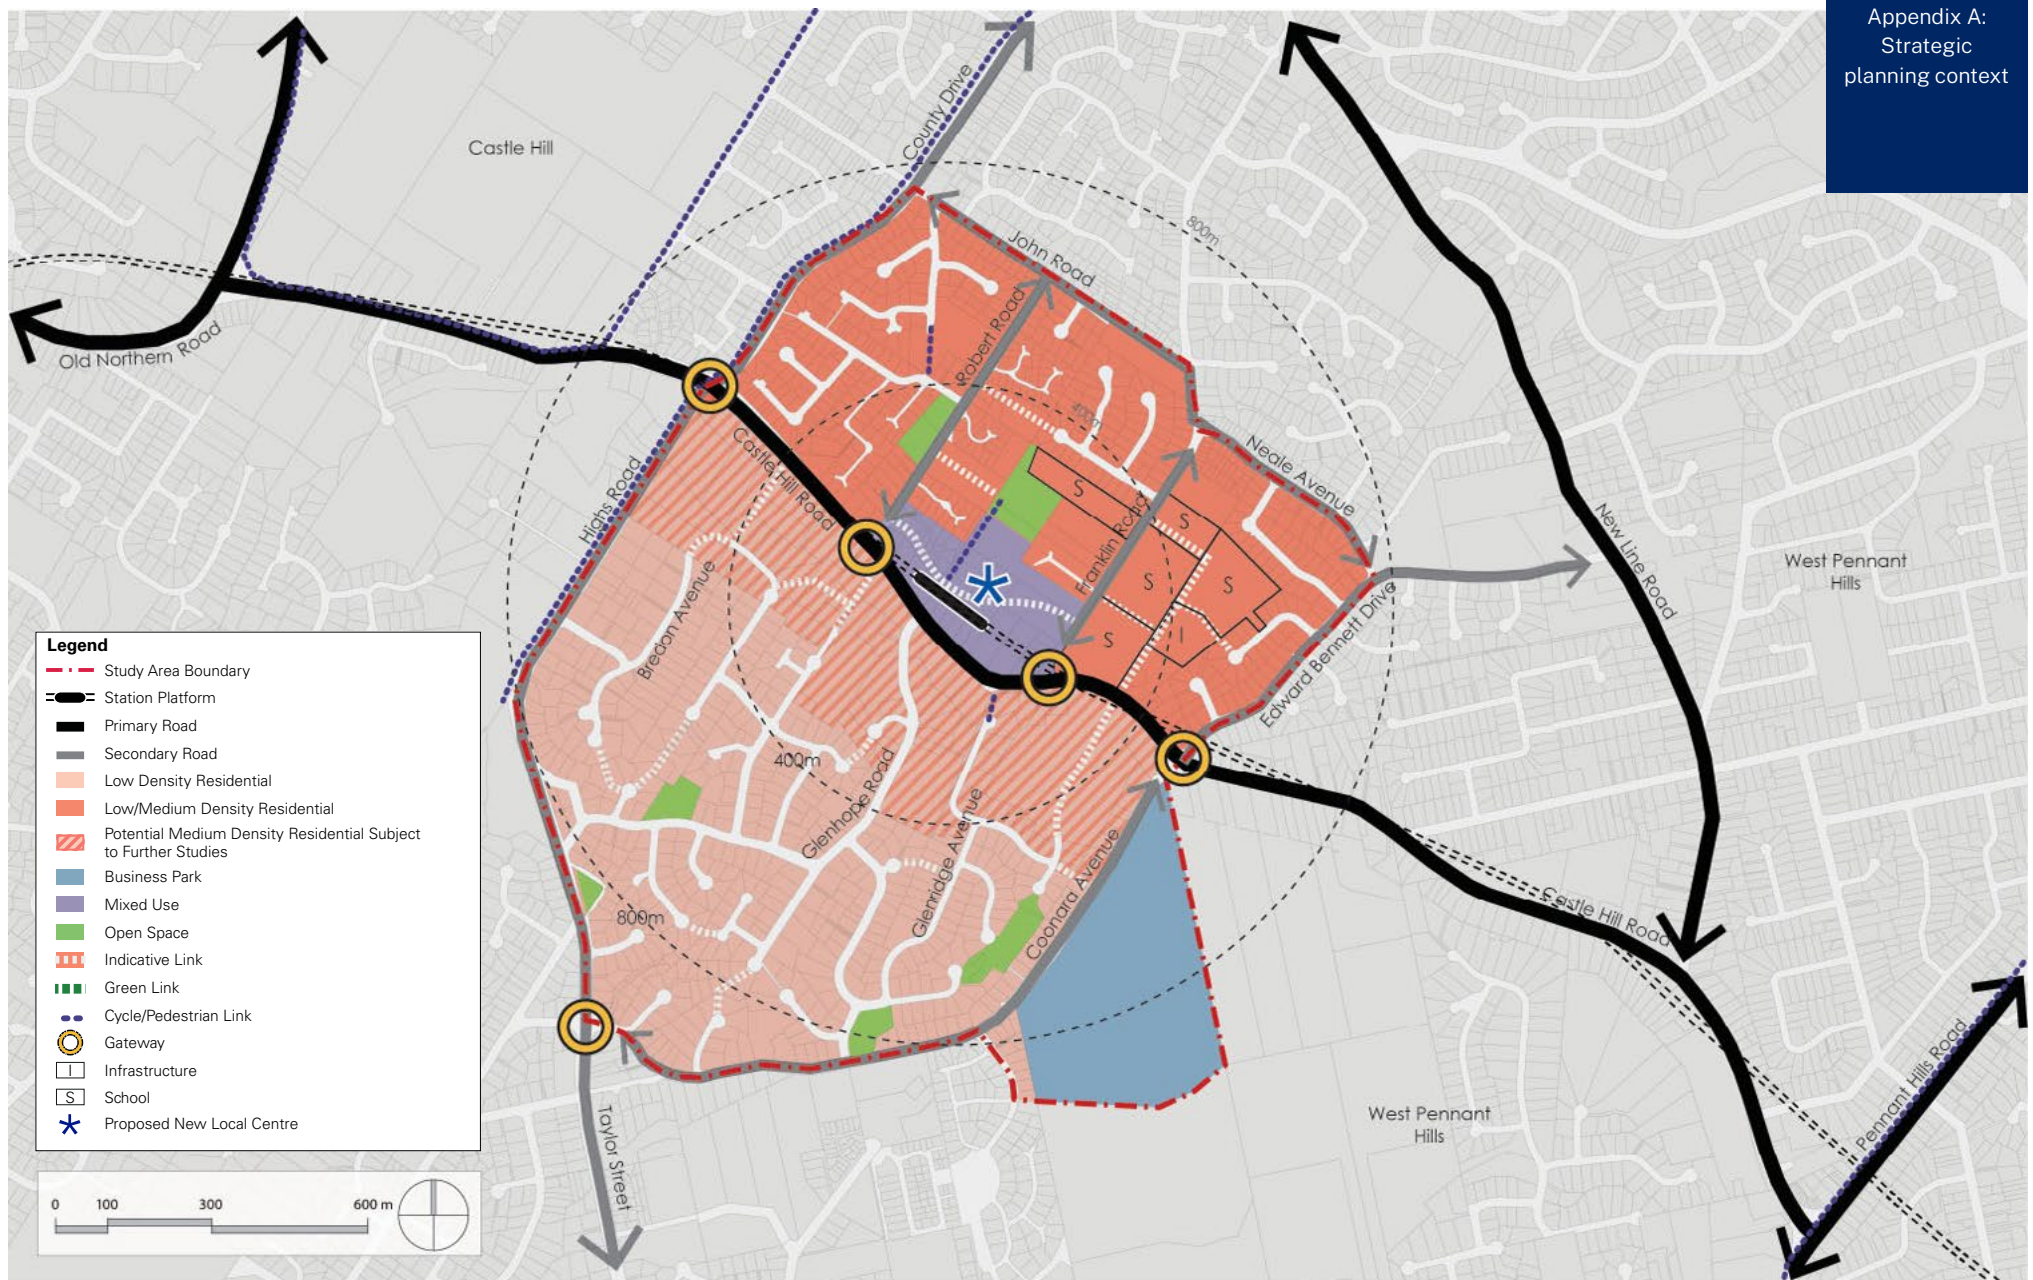 Appendix A:
Strategic
planning context
Castle Hill
County Drive
800m
John Road
Old Northern Road
Robert Road
400m
Castle Hill Road
Neale Avenue
Highs Road
S
S
Franklin Road
New Line Road
West Pennant
Hills
S
S
Bredon Avenue
S
I
Edward Bennett Drive
400m
Glenhope Road
Glenridge Avenue
Coonara Avenue
800m
Castle Hill Road
West Pennant
Hills
Pennant Hills Road
Taylor Street
Legend
Study Area Boundary
Station Platform
Primary Road
Secondary Road
Low Density Residential
Low/Medium Density Residential
Potential Medium Density Residential Subject
to Further Studies
Business Park
Mixed Use
Open Space
Indicative Link
Green Link
Cycle/Pedestrian Link
Gateway
I Infrastructure
S School
Proposed New Local Centre
0 100 300 600 m